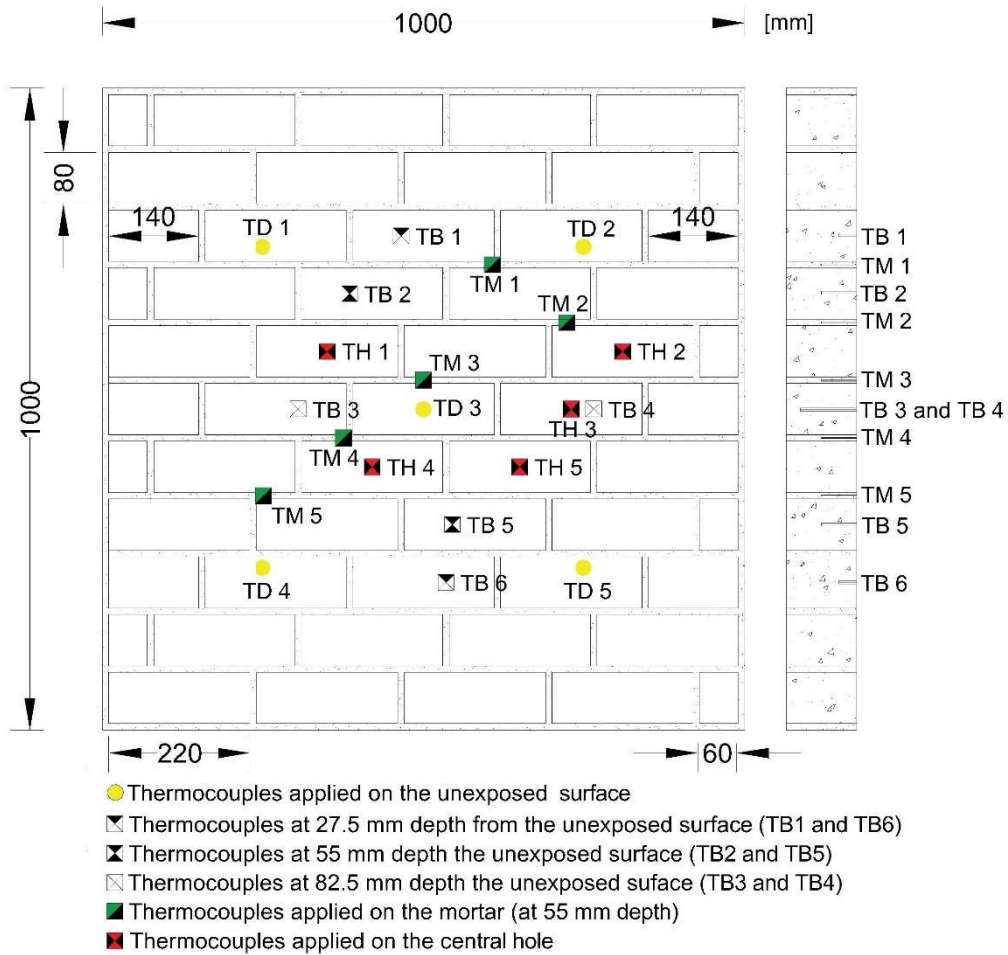 1000
[mm]
80
1000
140
140
TD 1
TD 2
TB 1
TB 1
TM 1
TM 1
TB 2
TB 2
TM 2
TM 2
TH 1
TH 2
TM 3
TM 3
TB 3
TD 3
TB 4
TB 3 and TB 4
TH 3
TM 4
TM 4
TH 4
TH 5
TM 5
TM 5
TB 5
TB 5
TD 4
TB 6
TD 5
TB 6
220
60
Thermocouples applied on the unexposed surface
Thermocouples at 27.5 mm depth from the unexposed surface (TB1 and TB6)
Thermocouples at 55 mm depth the unexposed surface (TB2 and TB5)
Thermocouples at 82.5 mm depth the unexposed suface (TB3 and TB4)
Thermocouples applied on the mortar (at 55 mm depth)
Thermocouples applied on the central hole